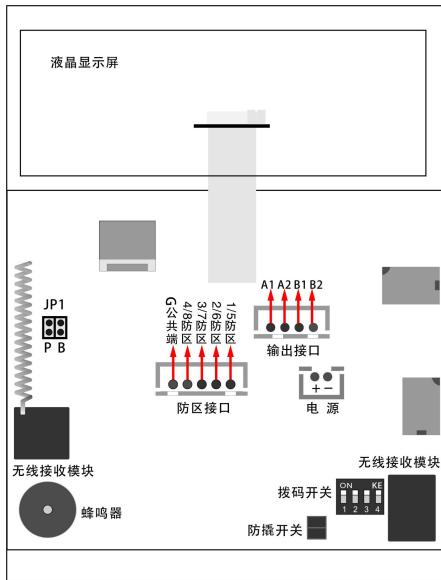 液晶显示屏
A1 A2 B1 B2
G公共端
4/8防区
3/7防区
2/6防区
1/5防区
JP1
P B
输出接口
防区接口
+ -
电 源
无线接收模块
无线接收模块
拨码开关
ON KE
1 2 3 4
蜂鸣器
防撬开关